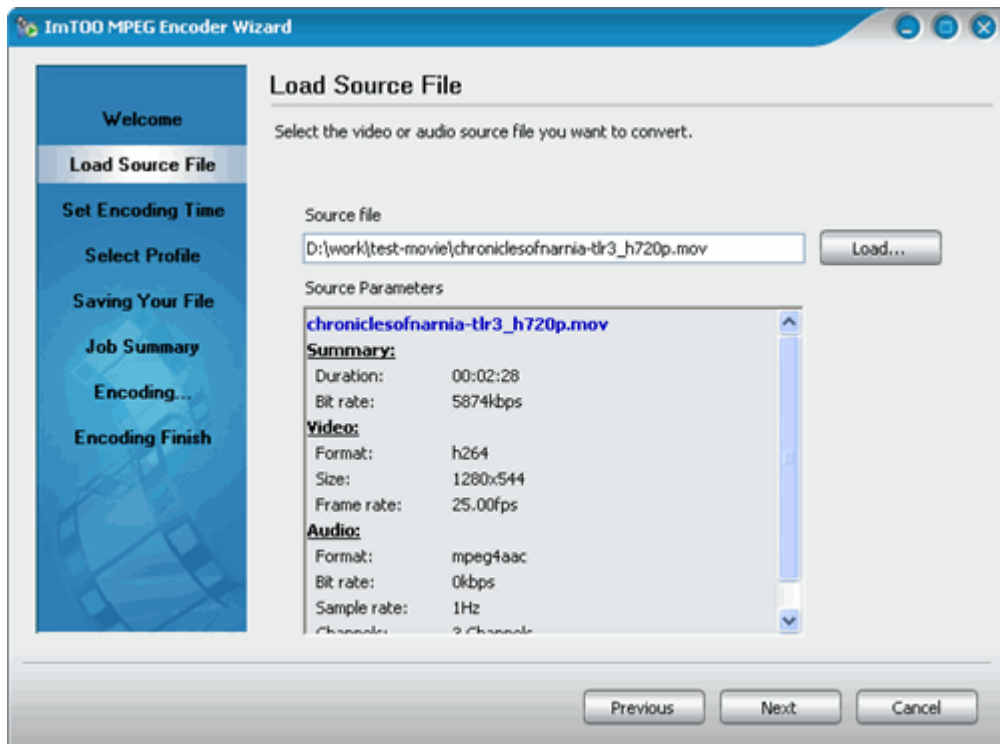 ImTOO MPEG Encoder Wizard
Welcome
Load Source File
Set Encoding Time
Select Profile
Saving Your File
Job Summary
Encoding...
Encoding Finish
Load Source File
Select the video or audio source file you want to convert.
Source file
D:\work\test-movie\chroniclesofnarnia-tlr3_h720p.mov
Load...
Source Parameters
chroniclesofnarnia-tlr3_h720p.mov
Summary:
Duration: 00:02:28
Bit rate: 5874kbps
Video:
Format: h264
Size: 1280x544
Frame rate: 25.00fps
Audio:
Format: mpeg4aac
Bit rate: 0kbps
Sample rate: 1Hz
Channels: Channels
Previous
Next
Cancel